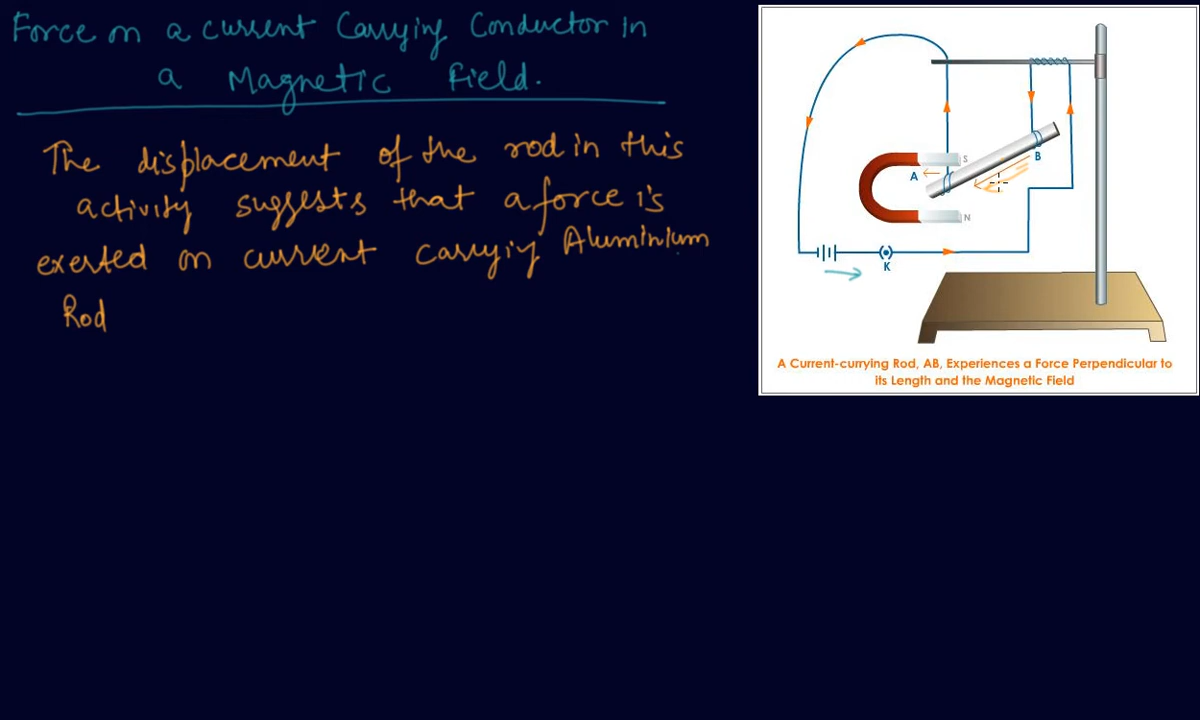 Force on a current Carrying Conductor in
a Magnetic Field.
The displacement of the rod in this
activity suggests that a force is
exerted on current carryiy Aluminium
Rod
S
A
B
N
K
A Current-currying Rod, AB, Experiences a Force Perpendicular to
its Length and the Magnetic Field